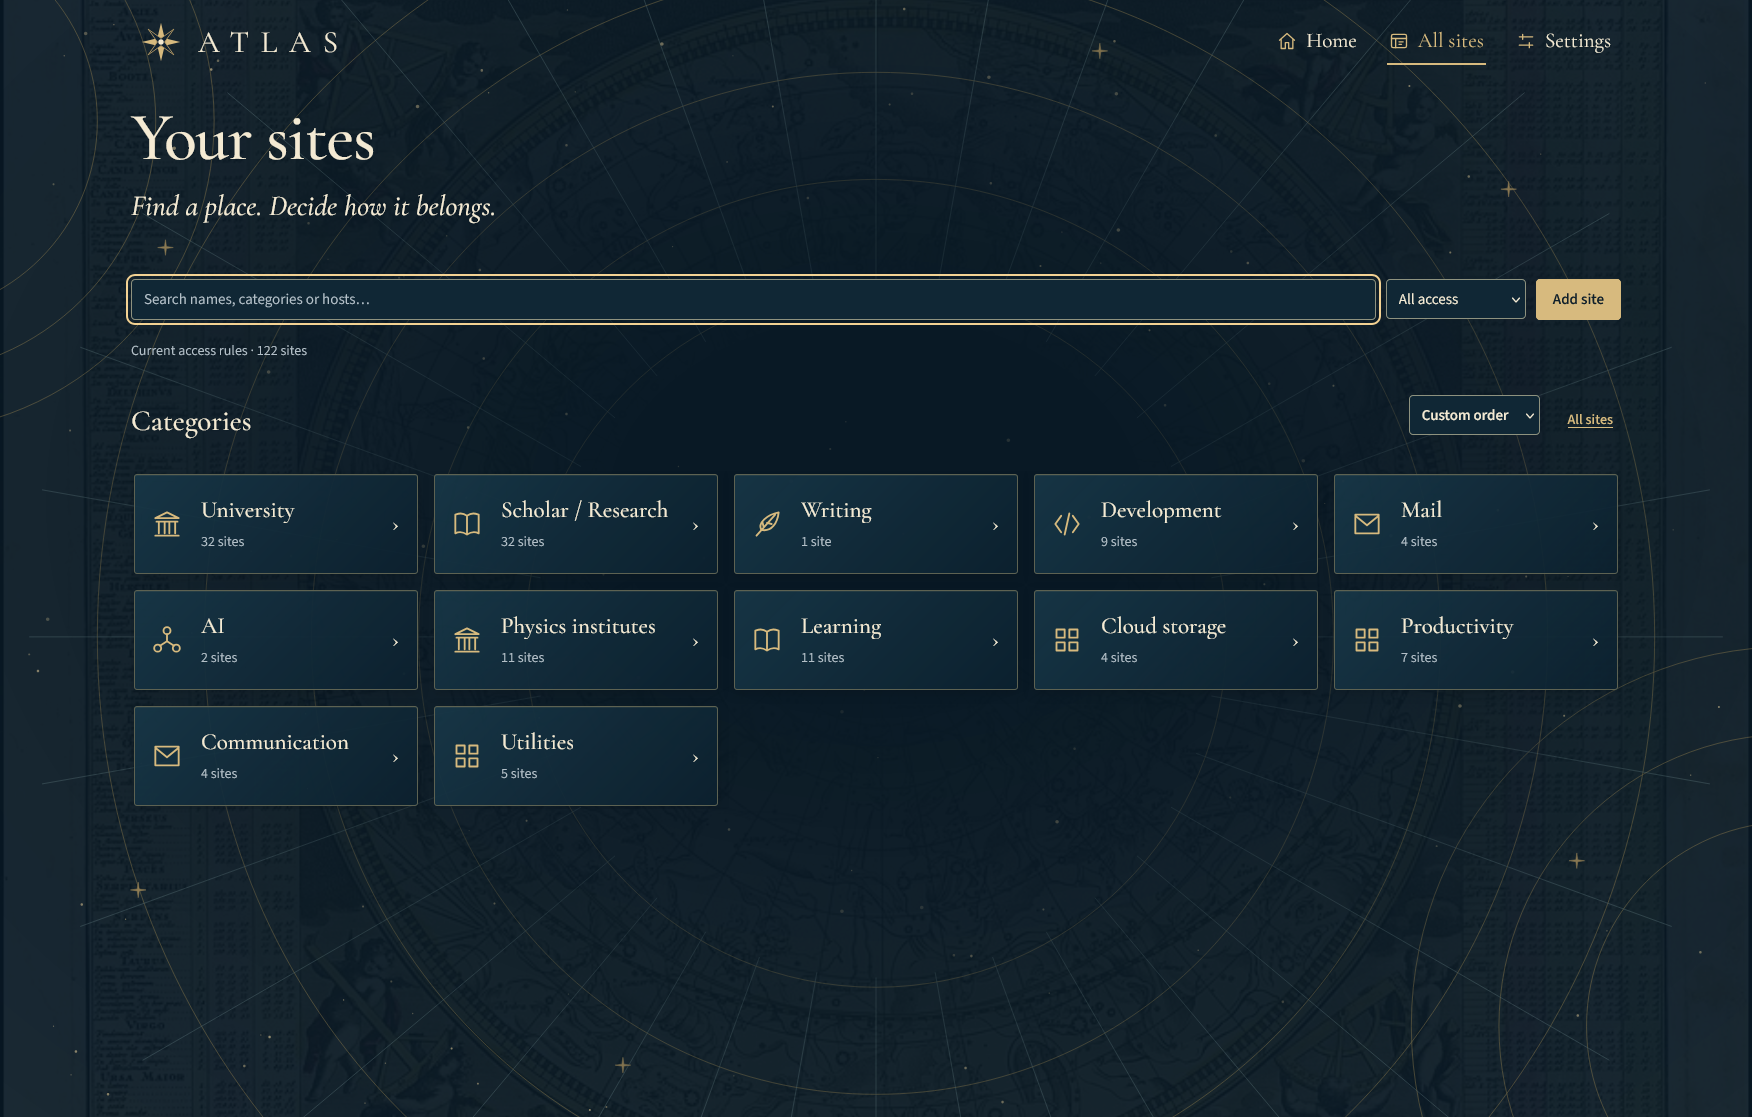 ATLAS
Home
All sites
Settings
Your sites
Find a place. Decide how it belongs.
Search names, categories or hosts…
All access
Add site
Current access rules · 122 sites
Categories
Custom order
All sites
University
32 sites
Scholar / Research
32 sites
Writing
1 site
Development
9 sites
Mail
4 sites
AI
2 sites
Physics institutes
11 sites
Learning
11 sites
Cloud storage
4 sites
Productivity
7 sites
Communication
4 sites
Utilities
5 sites